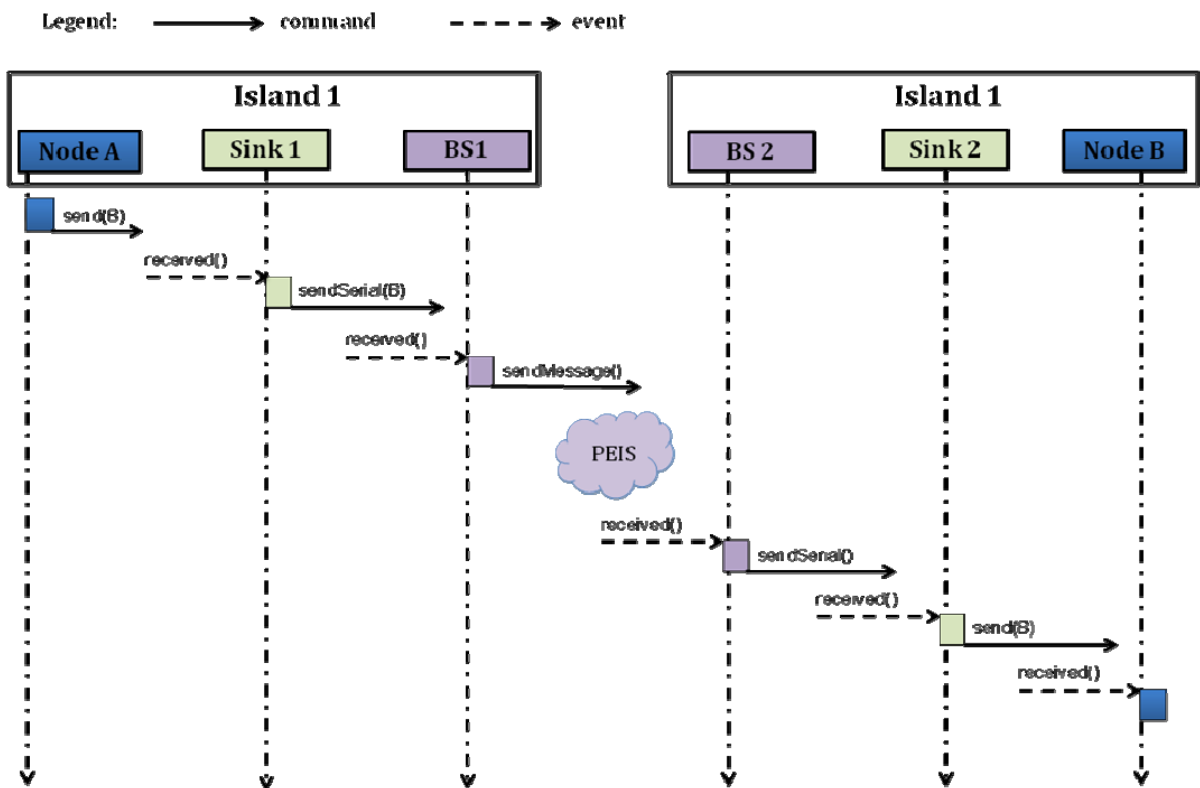 Legend: command event
Island 1 Island 1
Node A Sink 1 BS1 BS 2 Sink 2 Node B
send(B)
received()
sendSerial(B)
received()
sendMessage()
PEIS
received()
sendSerial()
received()
send(B)
received()